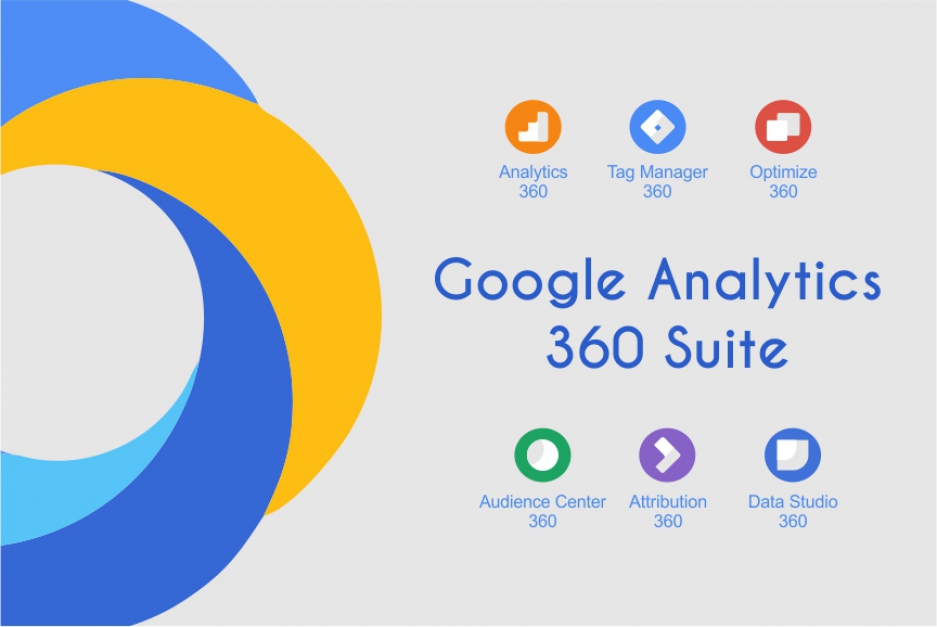 Analytics
360
Tag Manager
360
Optimize
360
Google Analytics
360 Suite
Audience Center
360
Attribution
360
Data Studio
360